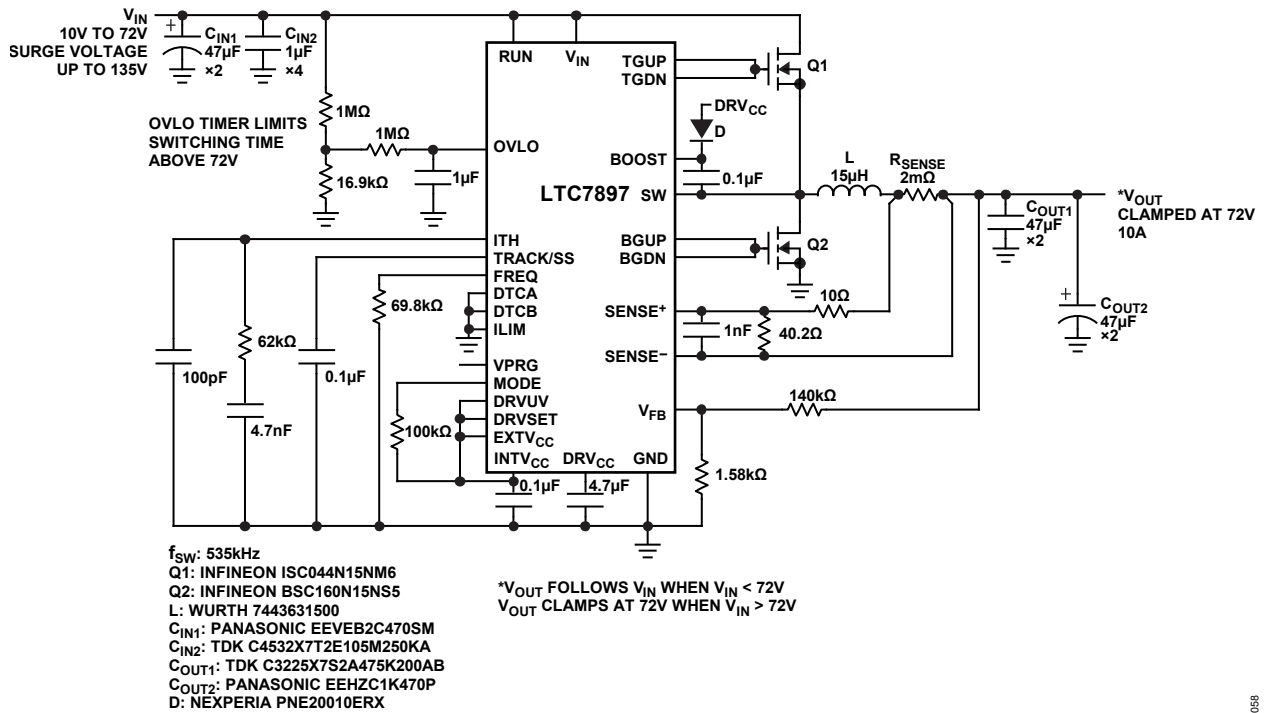 VIN
10V TO 72V
SURGE VOLTAGE
UP TO 135V
CIN1
47µF
×2
CIN2
1µF
×4
OVLO TIMER LIMITS
SWITCHING TIME
ABOVE 72V
1MΩ
1MΩ
16.9kΩ
1µF
RUN
VIN
OVLO
LTC7897
TGUP
TGDN
BOOST
SW
BGUP
BGDN
SENSE+
SENSE−
VFB
ITH
TRACK/SS
FREQ
DTCA
DTCB
ILIM
VPRG
MODE
DRVUV
DRVSET
EXTVCC
INTVCC
DRVCC
GND
Q1
DRVCC
D
0.1µF
L
15µH
RSENSE
2mΩ
*VOUT
CLAMPED AT 72V
10A
COUT1
47µF
×2
COUT2
47µF
×2
Q2
10Ω
1nF
40.2Ω
140kΩ
1.58kΩ
69.8kΩ
62kΩ
100pF
4.7nF
0.1µF
100kΩ
0.1µF
4.7µF
fSW: 535kHz
Q1: INFINEON ISC044N15NM6
Q2: INFINEON BSC160N15NS5
L: WURTH 7443631500
CIN1: PANASONIC EEVEB2C470SM
CIN2: TDK C4532X7T2E105M250KA
COUT1: TDK C3225X7S2A475K200AB
COUT2: PANASONIC EEHZC1K470P
D: NEXPERIA PNE20010ERX
*VOUT FOLLOWS VIN WHEN VIN < 72V
VOUT CLAMPS AT 72V WHEN VIN > 72V
058